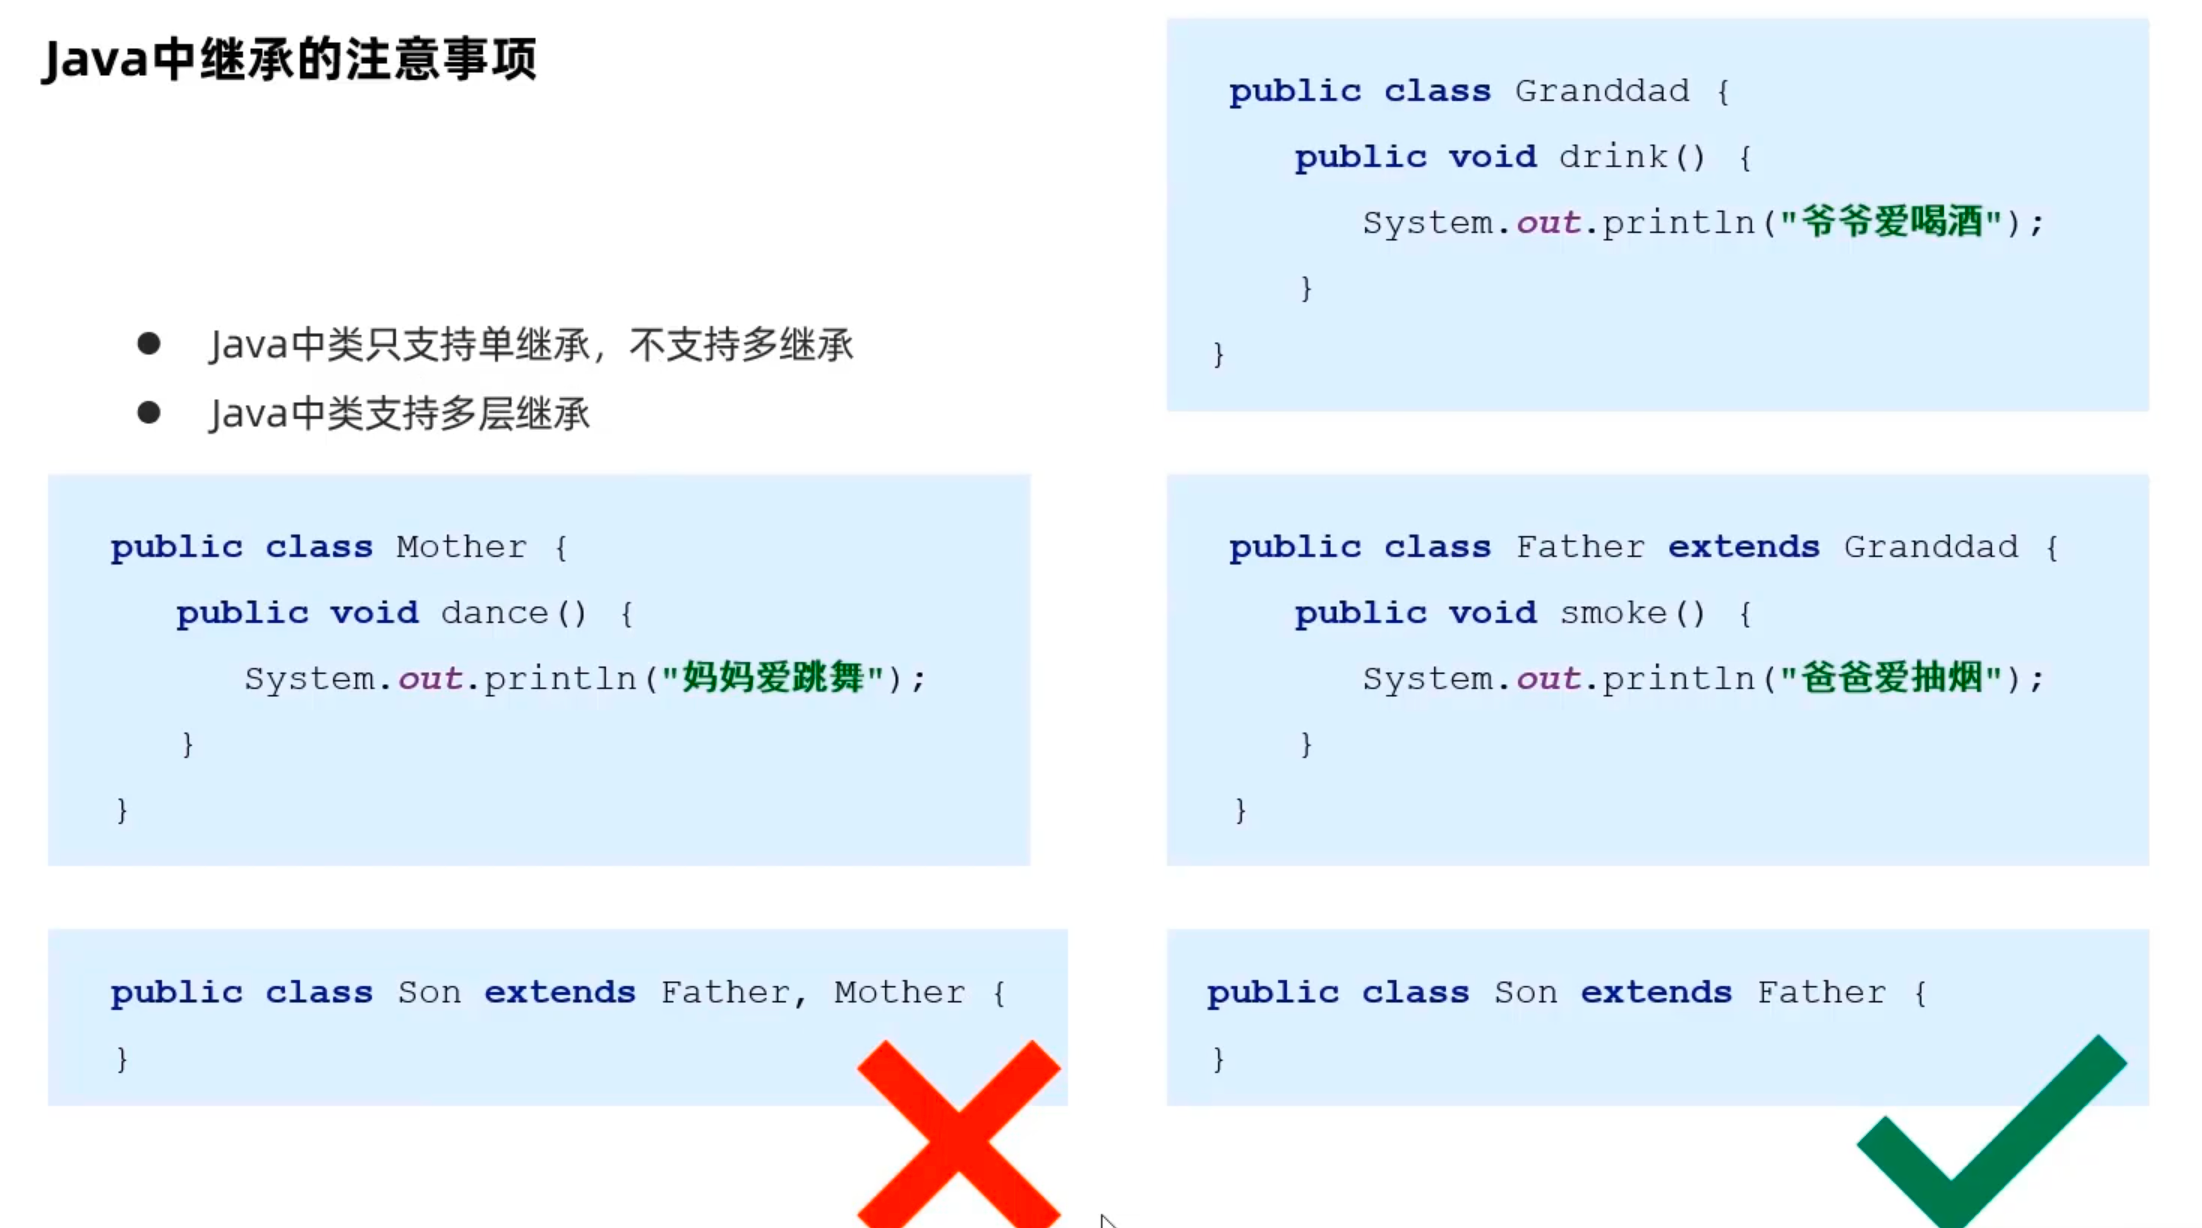 Java中继承的注意事项
● Java中类只支持单继承，不支持多继承
● Java中类支持多层继承
public class Granddad {
public void drink() {
System.out.println("爷爷爱喝酒");
}
}
public class Mother {
public void dance() {
System.out.println("妈妈爱跳舞");
}
}
public class Father extends Granddad {
public void smoke() {
System.out.println("爸爸爱抽烟");
}
}
public class Son extends Father, Mother {
}
public class Son extends Father {
}